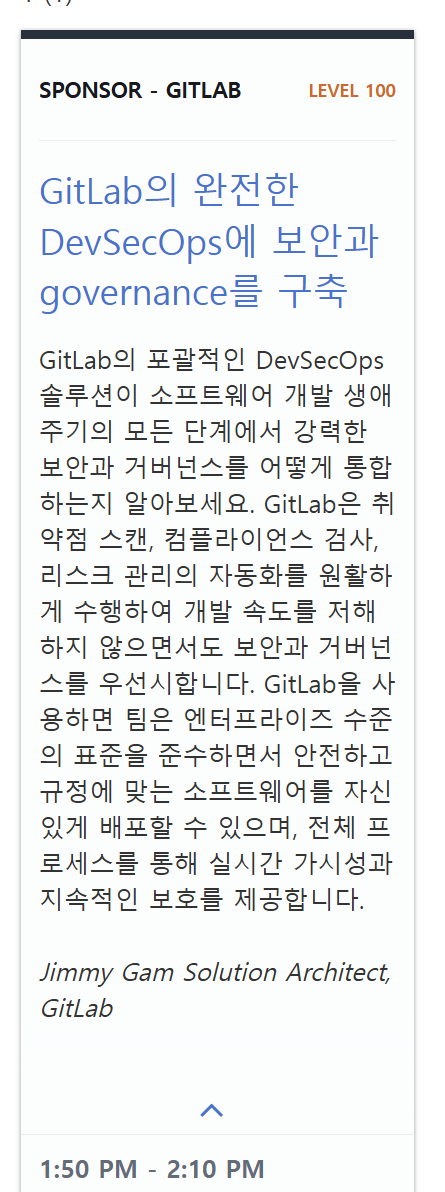 SPONSOR - GITLAB
LEVEL 100
GitLab의 완전한
DevSecOps에 보안과
governance를 구축
GitLab의 포괄적인 DevSecOps
솔루션이 소프트웨어 개발 생애
주기의 모든 단계에서 강력한
보안과 거버넌스를 어떻게 통합
하는지 알아보세요. GitLab은 취
약점 스캔, 컴플라이언스 검사,
리스크 관리의 자동화를 원활하
게 수행하여 개발 속도를 저해
하지 않으면서도 보안과 거버넌
스를 우선시합니다. GitLab을 사
용하면 팀은 엔터프라이즈 수준
의 표준을 준수하면서 안전하고
규정에 맞는 소프트웨어를 자신
있게 배포할 수 있으며, 전체 프
로세스를 통해 실시간 가시성과
지속적인 보호를 제공합니다.
Jimmy Gam Solution Architect,
GitLab
1:50 PM - 2:10 PM